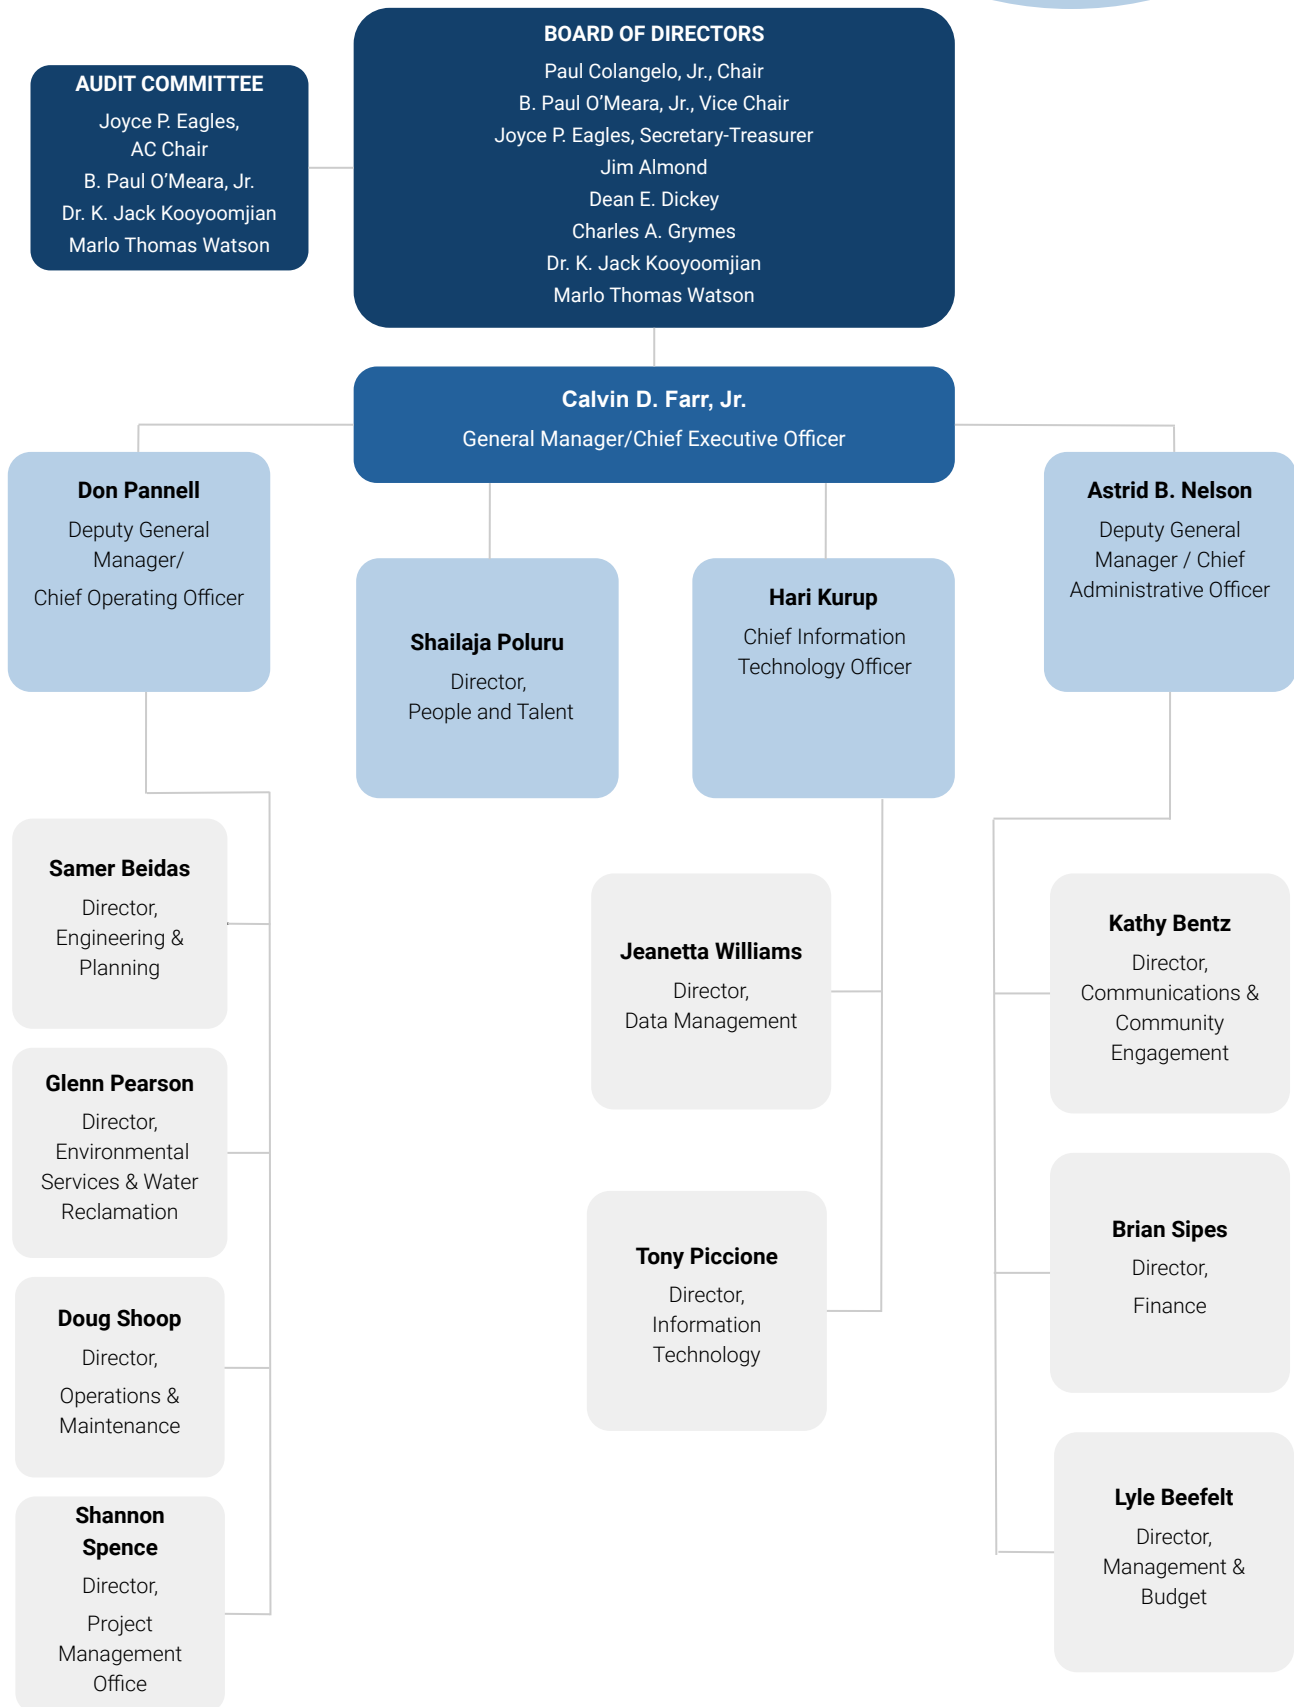 BOARD OF DIRECTORS
Paul Colangelo, Jr., Chair
B. Paul O’Meara, Jr., Vice Chair
Joyce P. Eagles, Secretary-Treasurer
Jim Almond
Dean E. Dickey
Charles A. Grymes
Dr. K. Jack Kooyoomjian
Marlo Thomas Watson
AUDIT COMMITTEE
Joyce P. Eagles,
AC Chair
B. Paul O’Meara, Jr.
Dr. K. Jack Kooyoomjian
Marlo Thomas Watson
Calvin D. Farr, Jr.
General Manager/Chief Executive Officer
Don Pannell
Deputy General
Manager/
Chief Operating Officer
Shailaja Poluru
Director,
People and Talent
Hari Kurup
Chief Information
Technology Officer
Astrid B. Nelson
Deputy General
Manager / Chief
Administrative Officer
Samer Beidas
Director,
Engineering &
Planning
Glenn Pearson
Director,
Environmental
Services & Water
Reclamation
Doug Shoop
Director,
Operations &
Maintenance
Shannon
Spence
Director,
Project
Management
Office
Jeanetta Williams
Director,
Data Management
Tony Piccione
Director,
Information
Technology
Kathy Bentz
Director,
Communications &
Community
Engagement
Brian Sipes
Director,
Finance
Lyle Beefelt
Director,
Management &
Budget